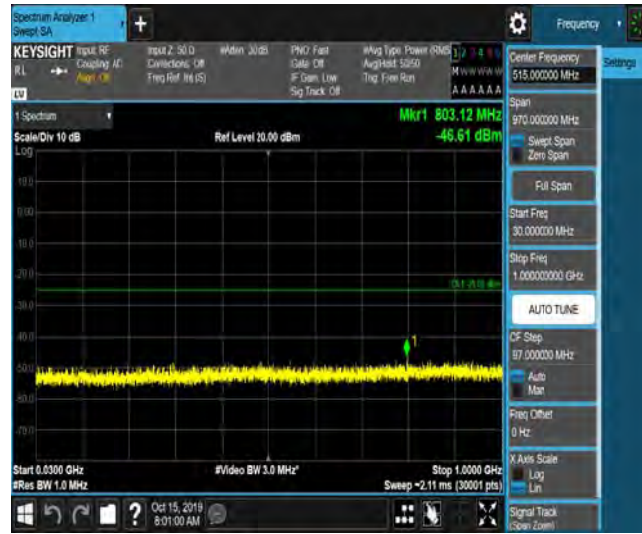 Spectrum Analyzer 1
Swept SA
Frequency
KEYSIGHT
Input: RF
Coupling: AC
Align: Off
Input Z: 50 Ω
Corrections: Off
Freq Ref: Int (S)
#Atten: 30 dB
PNO: Fast
Gate: Off
IF Gain: Low
Sig Track: Off
#Avg Type: Power (RMS
Avg|Hold: 50/50
Trig: Free Run
1 2 3 4 5 6
M W W W W W
A A A A A A
RL
LV
1 Spectrum
Scale/Div 10 dB
Log
Ref Level 20.00 dBm
Mkr1 803.12 MHz
-46.61 dBm
10.0
0.00
-10.0
-20.0
-30.0
-40.0
-50.0
-60.0
-70.0
1
Start 0.0300 GHz
#Res BW 1.0 MHz
#Video BW 3.0 MHz*
Stop 1.0000 GHz
Sweep ~2.11 ms (30001 pts)
Oct 15, 2019
8:01:00 AM
Center Frequency
515.000000 MHz
Settings
Span
970.000000 MHz
Swept Span
Zero Span
Full Span
Start Freq
30.000000 MHz
Stop Freq
1.000000000 GHz
AUTO TUNE
CF Step
97.000000 MHz
Auto
Man
Freq Offset
0 Hz
X Axis Scale
Log
Lin
Signal Track
(Span Zoom)